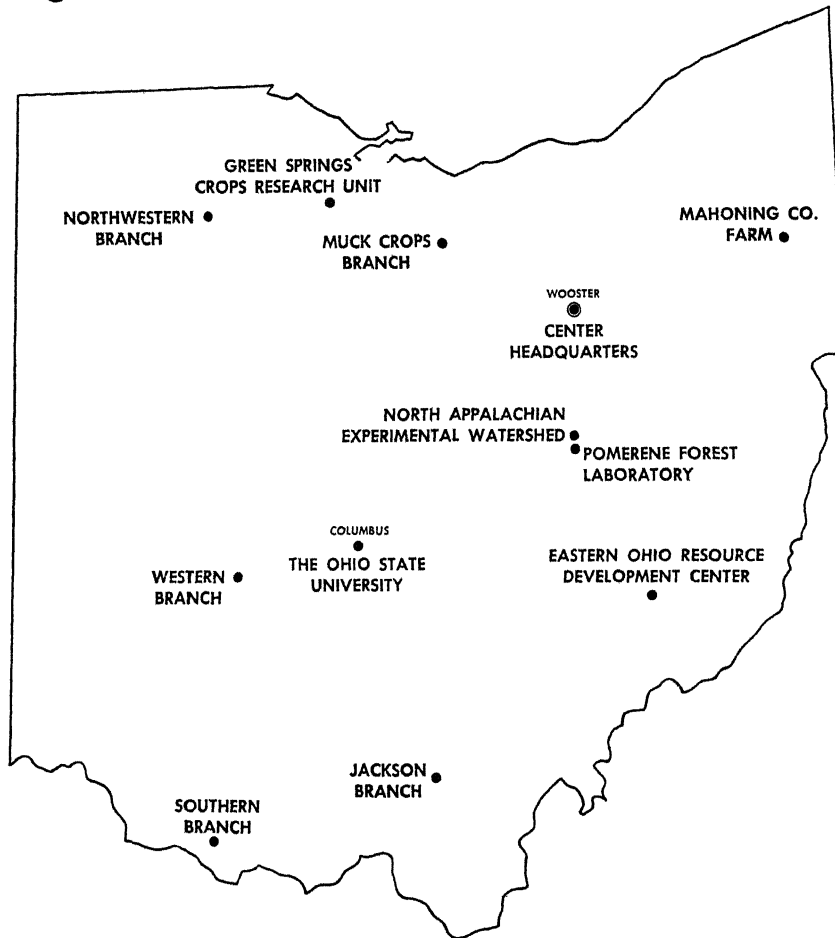 GREEN SPRINGS
CROPS RESEARCH UNIT
NORTHWESTERN
BRANCH
MUCK CROPS
BRANCH
MAHONING CO.
FARM
WOOSTER
CENTER
HEADQUARTERS
NORTH APPALACHIAN
EXPERIMENTAL WATERSHED
POMERENE FOREST
LABORATORY
COLUMBUS
THE OHIO STATE
UNIVERSITY
EASTERN OHIO RESOURCE
DEVELOPMENT CENTER
WESTERN
BRANCH
JACKSON
BRANCH
SOUTHERN
BRANCH